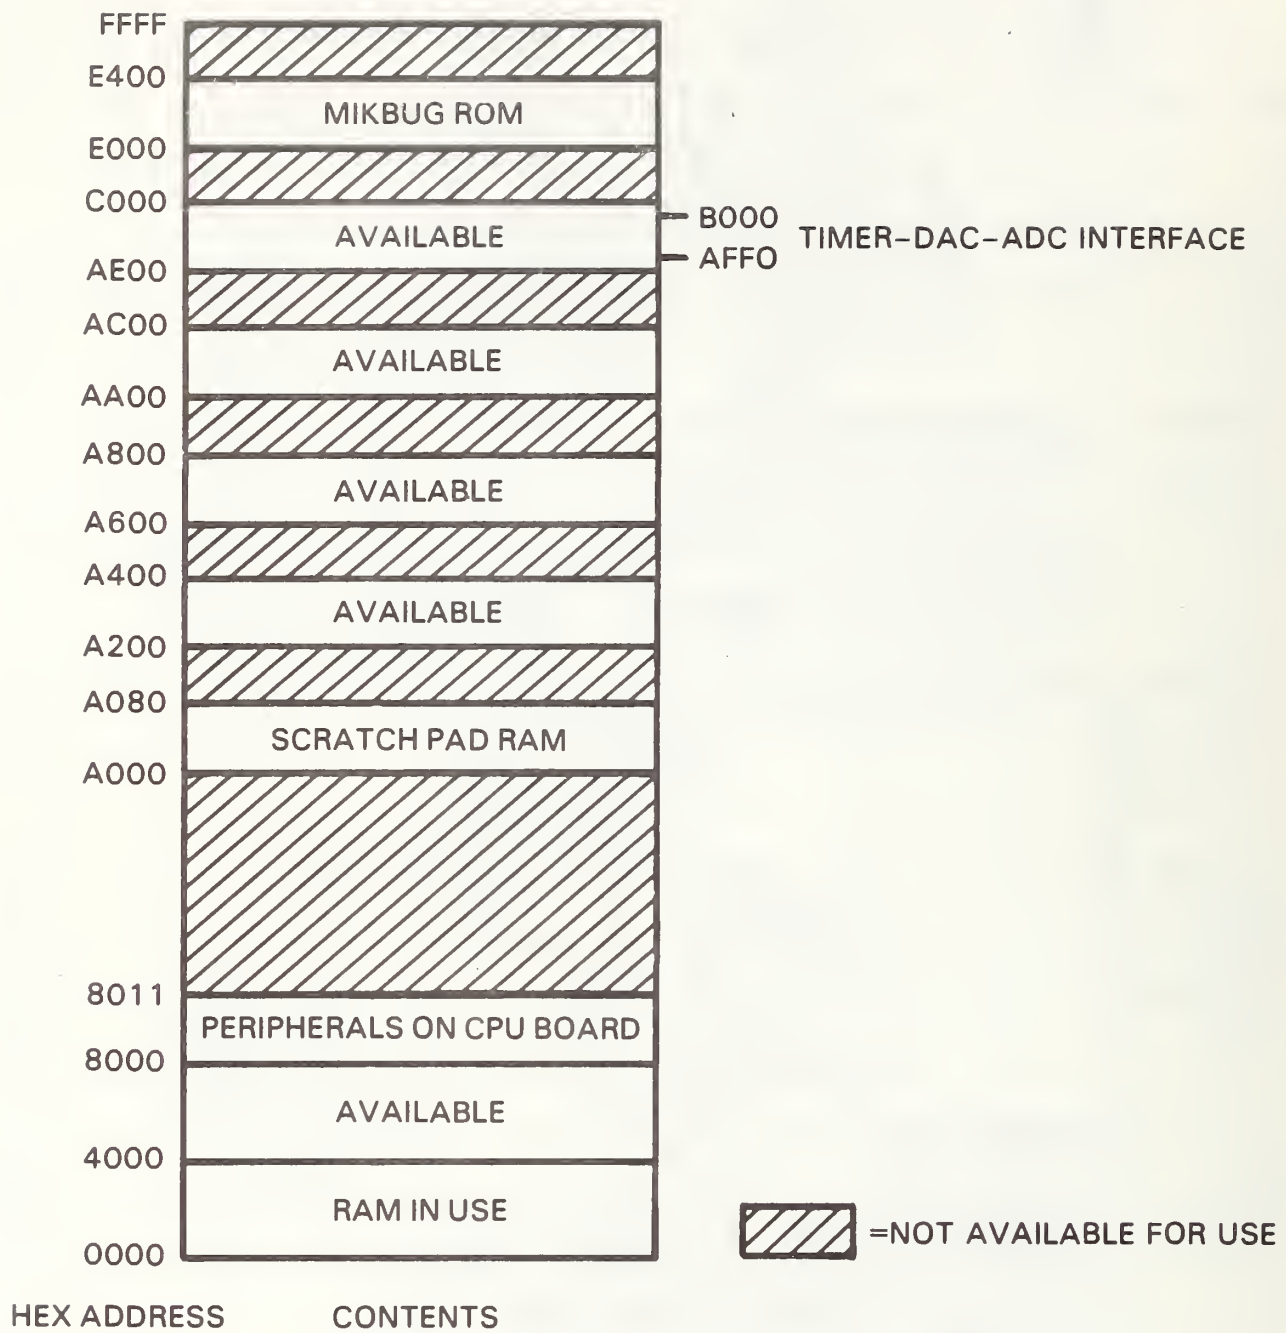 FFFF
E400
MIKBUG ROM
E000
C000
B000
AVAILABLE
TIMER-DAC-ADC INTERFACE
AFFO
AE00
AC00
AVAILABLE
AA00
A800
AVAILABLE
A600
A400
AVAILABLE
A200
A080
SCRATCH PAD RAM
A000
8011
PERIPHERALS ON CPU BOARD
8000
AVAILABLE
4000
RAM IN USE
=NOT AVAILABLE FOR USE
0000
HEX ADDRESS CONTENTS